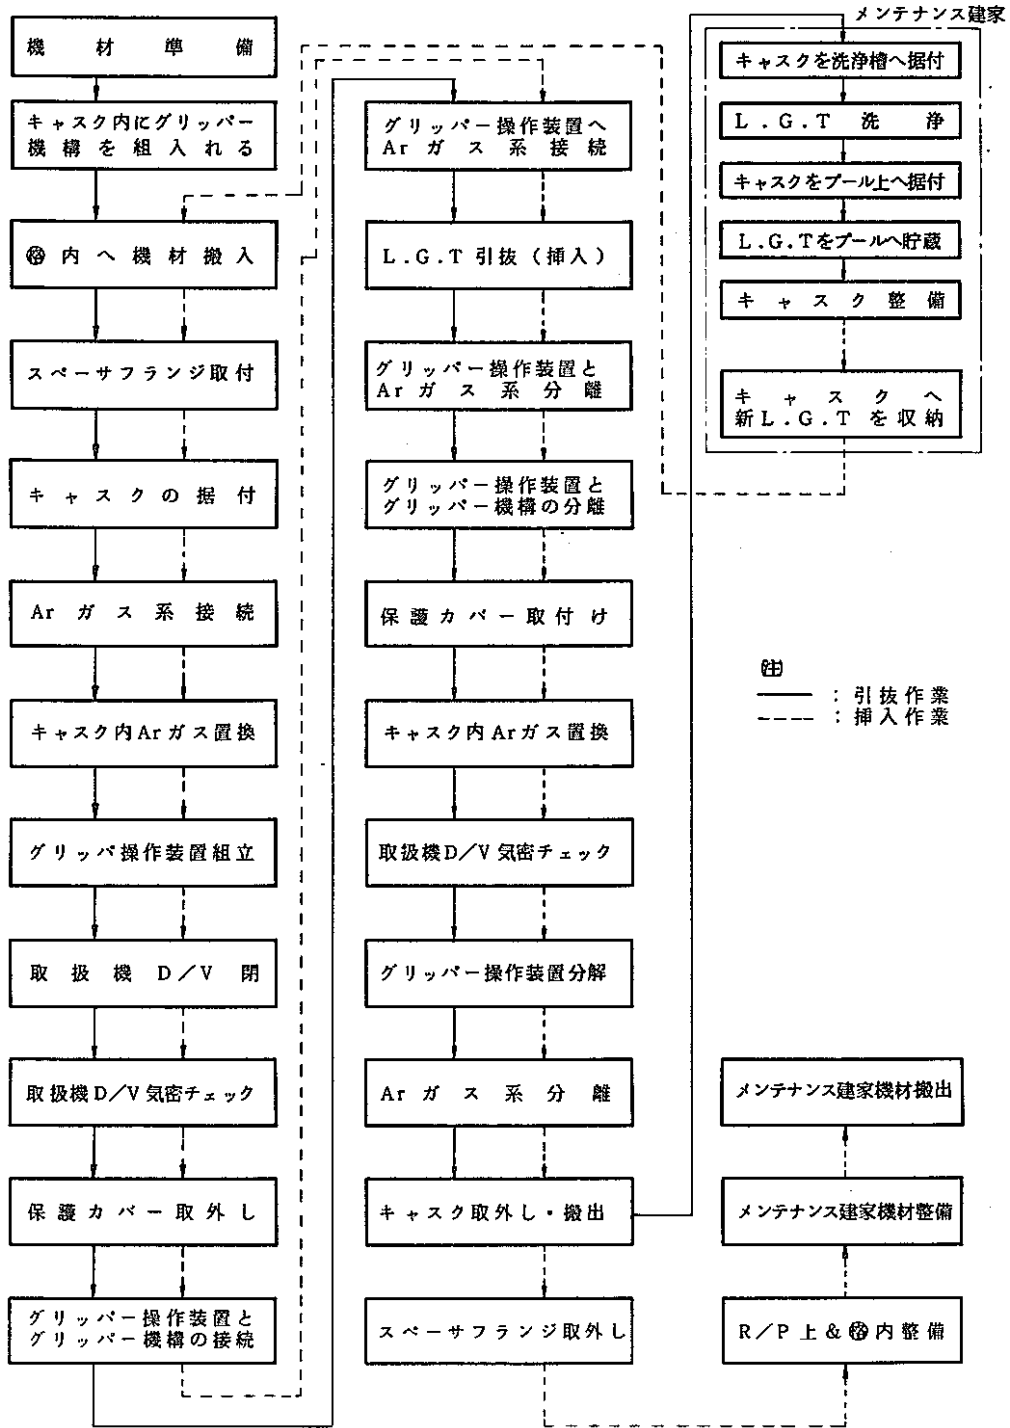 機材準備
キャスク内にグリッパー
機構を組入れる
㊇内へ機材搬入
スペーサフランジ取付
キャスクの据付
Arガス系接続
キャスク内Arガス置換
グリッパ操作装置組立
取扱機D/V閉
取扱機D/V気密チェック
保護カバー取外し
グリッパー操作装置と
グリッパー機構の接続
グリッパー操作装置へ
Arガス系接続
L.G.T引抜(挿入)
グリッパー操作装置と
Arガス系分離
グリッパー操作装置と
グリッパー機構の分離
保護カバー取付け
キャスク内Arガス置換
取扱機D/V気密チェック
グリッパー操作装置分解
Arガス系分離
キャスク取外し・搬出
スペーサフランジ取外し
メンテナンス建家
キャスクを洗浄槽へ据付
L.G.T洗浄
キャスクをプール上へ据付
L.G.Tをプールへ貯蔵
キャスク整備
キャスクへ
新L.G.Tを収納
㊟
: 引抜作業
: 挿入作業
メンテナンス建家機材搬出
メンテナンス建家機材整備
R/P上&内整備